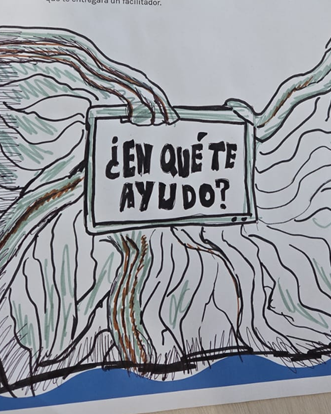 que te entregará un facilitador.
¿EN QUÉ TE
AYUDO?